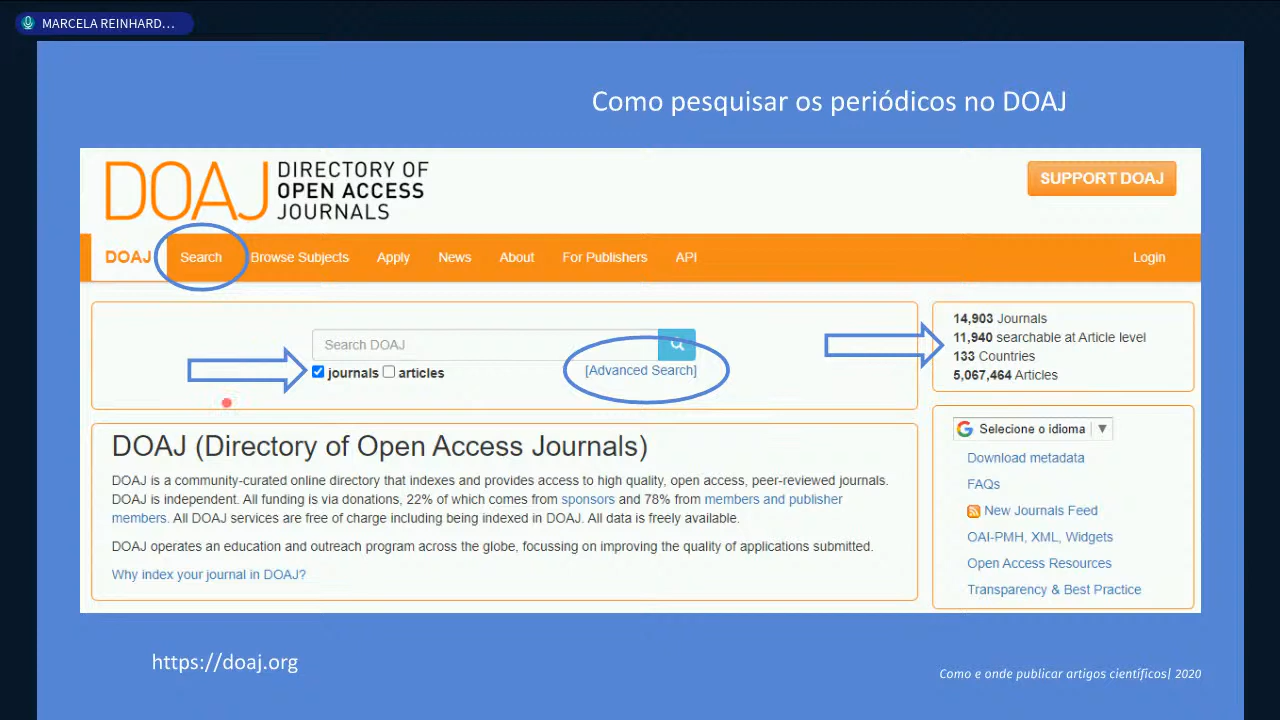 MARCELA REINHARD...
Como pesquisar os periódicos no DOAJ
DOAJ
DIRECTORY OF
OPEN ACCESS
JOURNALS
SUPPORT DOAJ
DOAJ Search Browse Subjects Apply News About For Publishers API Login
Search DOAJ
journals articles
[Advanced Search]
14,903 Journals
11,940 searchable at Article level
133 Countries
5,067,464 Articles
DOAJ (Directory of Open Access Journals)
DOAJ is a community-curated online directory that indexes and provides access to high quality, open access, peer-reviewed journals.
DOAJ is independent. All funding is via donations, 22% of which comes from sponsors and 78% from members and publisher
members. All DOAJ services are free of charge including being indexed in DOAJ. All data is freely available.
DOAJ operates an education and outreach program across the globe, focussing on improving the quality of applications submitted.
Why index your journal in DOAJ?
Selecione o idioma
Download metadata
FAQs
New Journals Feed
OAI-PMH, XML, Widgets
Open Access Resources
Transparency & Best Practice
https://doaj.org
Como e onde publicar artigos científicos| 2020